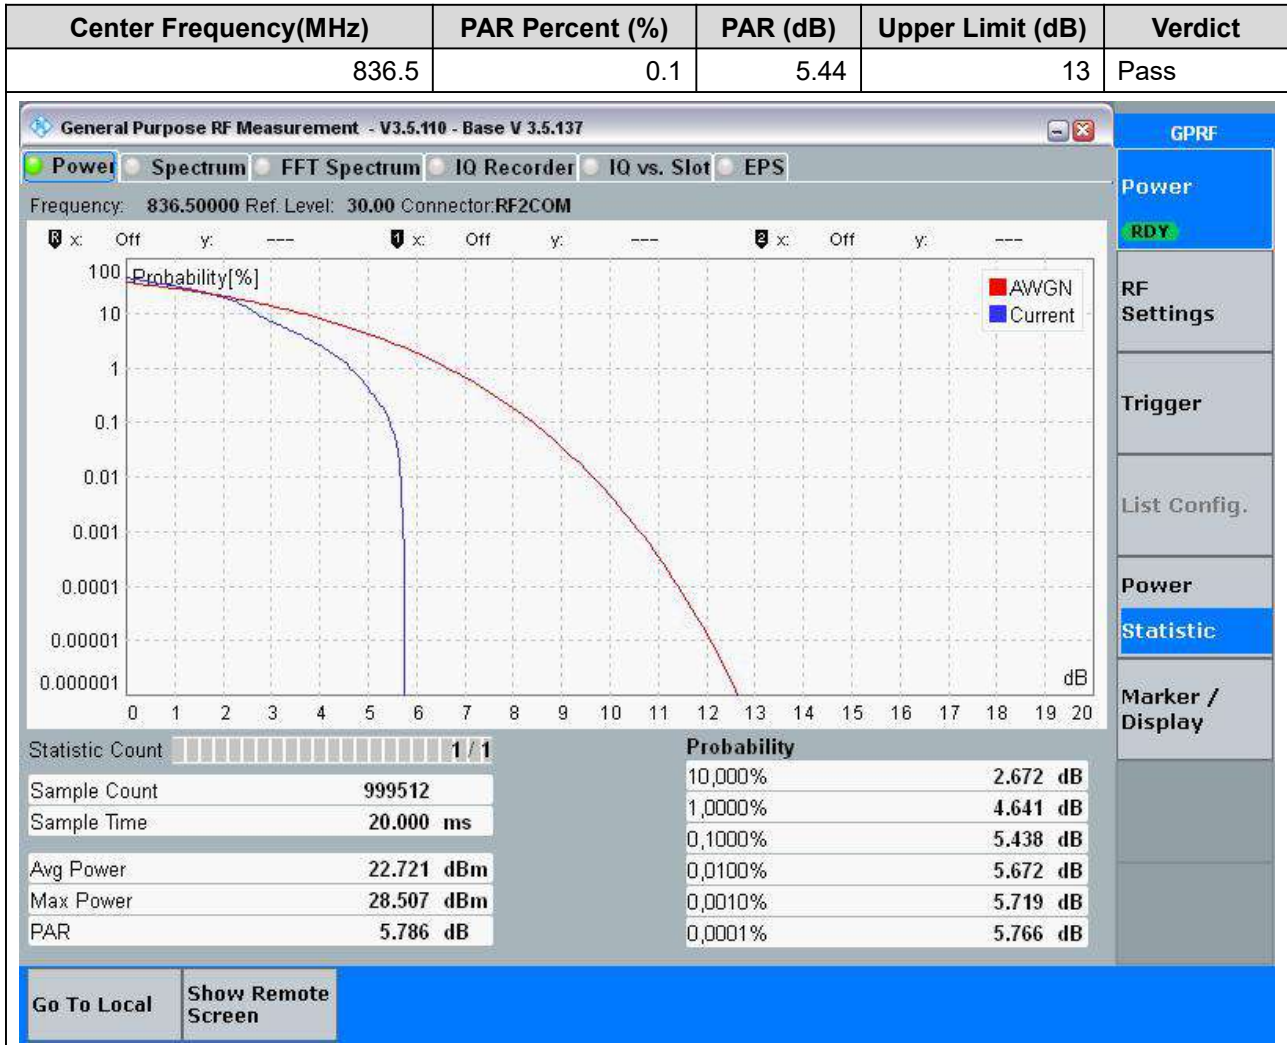 Center Frequency(MHz) PAR Percent (%) PAR (dB) Upper Limit (dB) Verdict
836.5 0.1 5.44 13 Pass
General Purpose RF Measurement - V3.5.110 - Base V 3.5.137
GPRF
Power Spectrum FFT Spectrum IQ Recorder IQ vs. Slot EPS
Power
RDY
Frequency: 836.50000 Ref. Level: 30.00 Connector:RF2COM
R x: Off y: --- 1 x: Off y: --- 2 x: Off y: ---
Probability[%]
AWGN
Current
100
10
1
0.1
0.01
0.001
0.0001
0.00001
0.000001
dB
0 1 2 3 4 5 6 7 8 9 10 11 12 13 14 15 16 17 18 19 20
RF
Settings
Trigger
List Config.
Power
Statistic
Marker /
Display
Statistic Count 1 / 1
Sample Count 999512
Sample Time 20.000 ms
Avg Power 22.721 dBm
Max Power 28.507 dBm
PAR 5.786 dB
Probability
10,000% 2.672 dB
1,0000% 4.641 dB
0,1000% 5.438 dB
0,0100% 5.672 dB
0,0010% 5.719 dB
0,0001% 5.766 dB
Go To Local
Show Remote
Screen